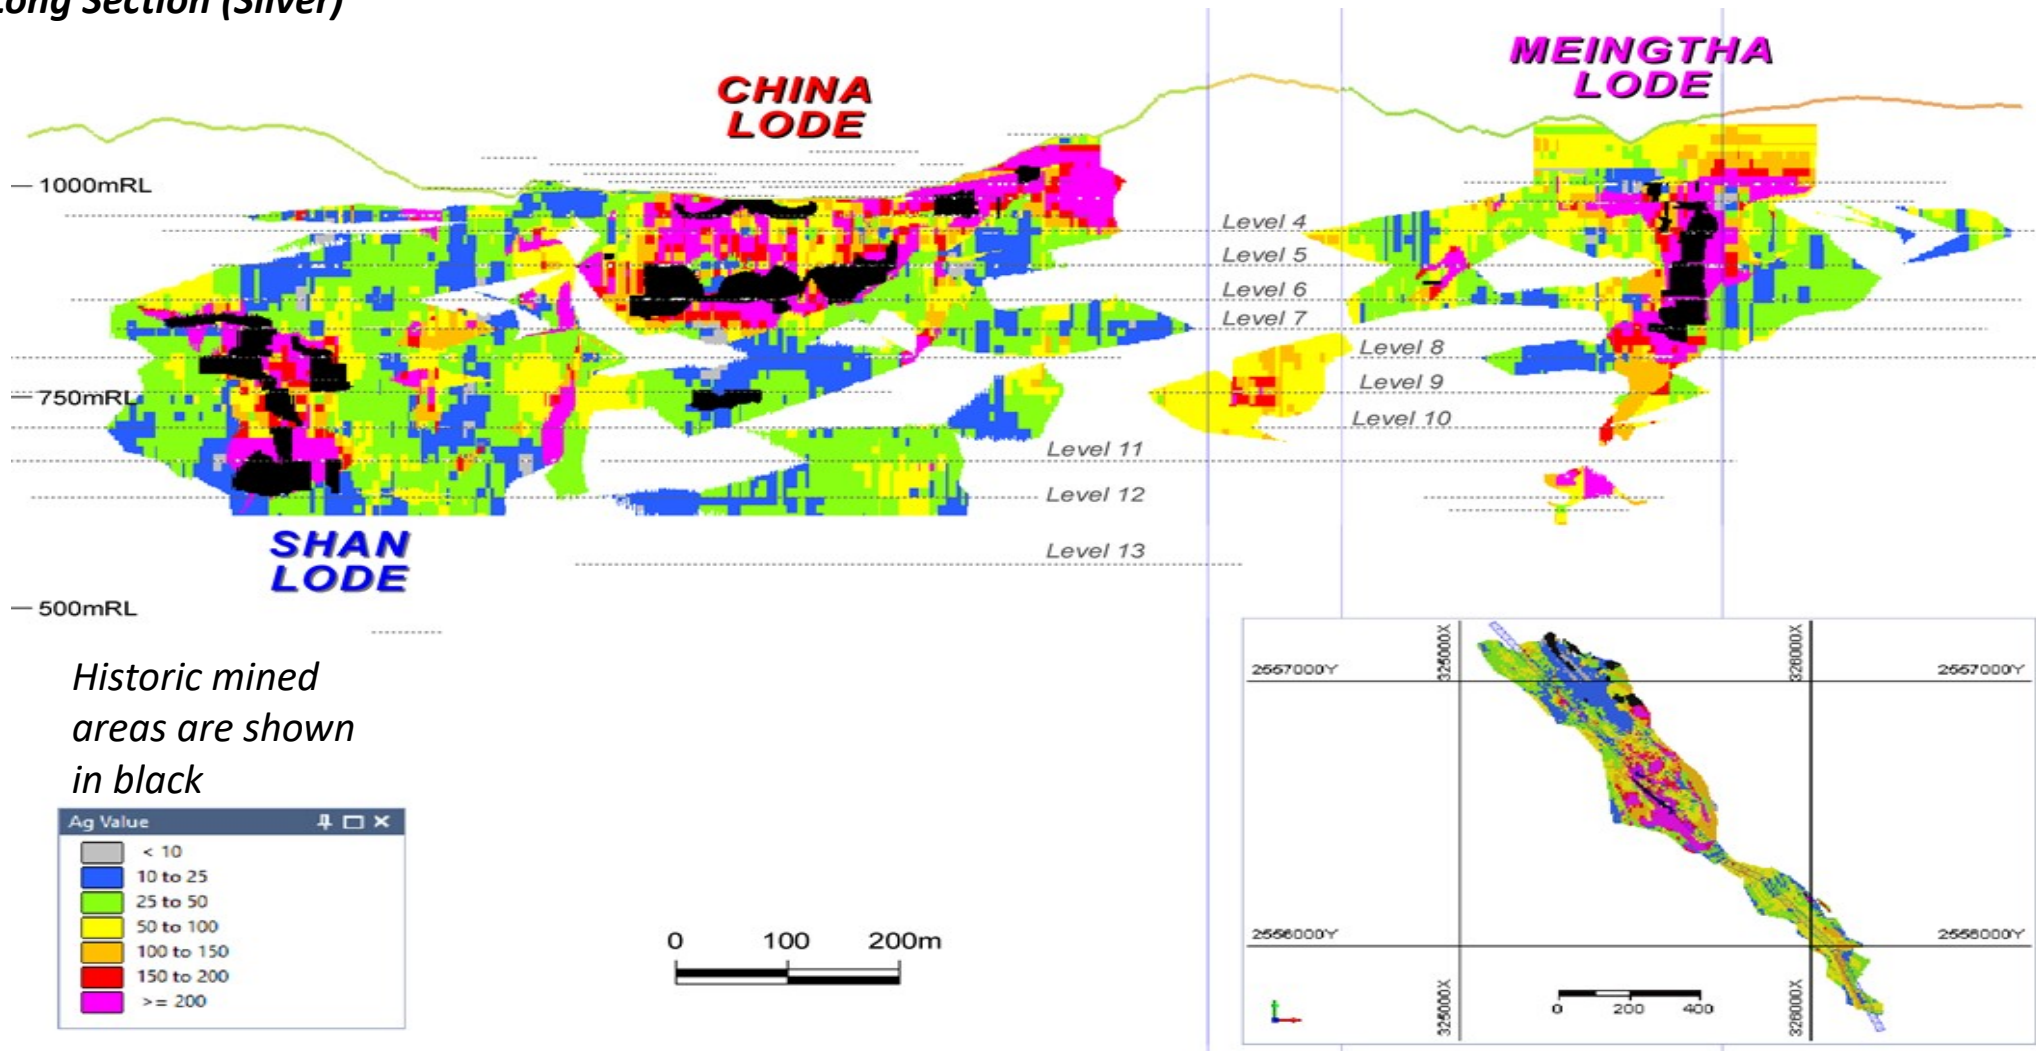 Long Section (Silver)
CHINA
LODE
MEINGTHA
LODE
1000mRL
Level 4
Level 5
Level 6
Level 7
Level 8
Level 9
750mRL
Level 10
Level 11
Level 12
SHAN
LODE
Level 13
500mRL
Historic mined
areas are shown
in black
Ag Value
< 10
10 to 25
25 to 50
50 to 100
100 to 150
150 to 200
>= 200
0 100 200m
325000X 326000X
2557000Y 2557000Y
2556000Y 2556000Y
325000X 326000X
0 200 400